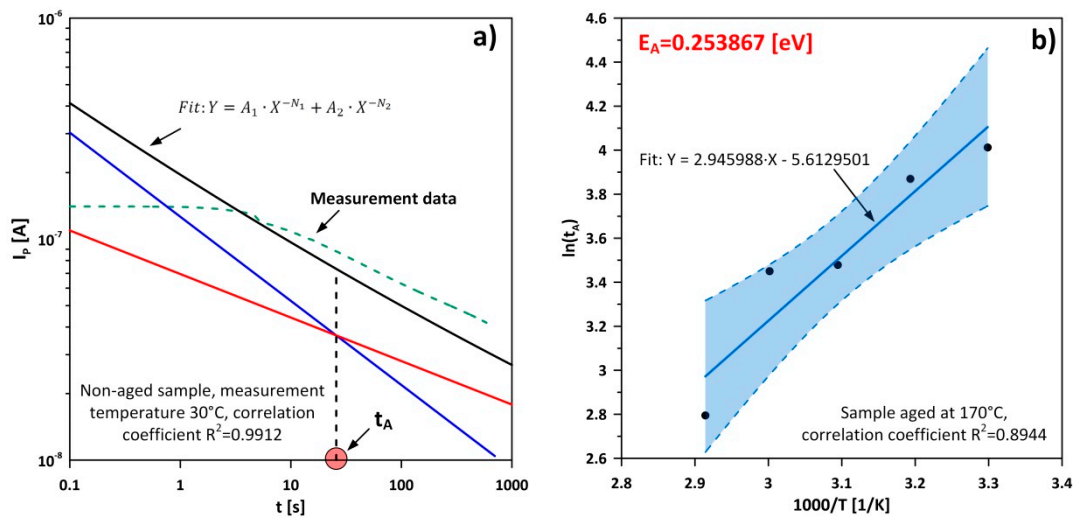 a)
10⁻⁶
10⁻⁷
10⁻⁸
I_P [A]
Fit: Y = A₁ · X^{-N₁} + A₂ · X^{-N₂}
Measurement data
Non-aged sample, measurement
temperature 30°C, correlation
coefficient R²=0.9912
t_A
0.1 1 10 100 1000
t [s]
b)
E_A=0.253867 [eV]
4.6
4.4
4.2
4
3.8
3.6
3.4
3.2
3
2.8
2.6
ln(t_A)
Fit: Y = 2.945988·X - 5.6129501
Sample aged at 170°C,
correlation coefficient R²=0.8944
2.8 2.9 3 3.1 3.2 3.3 3.4
1000/T [1/K]